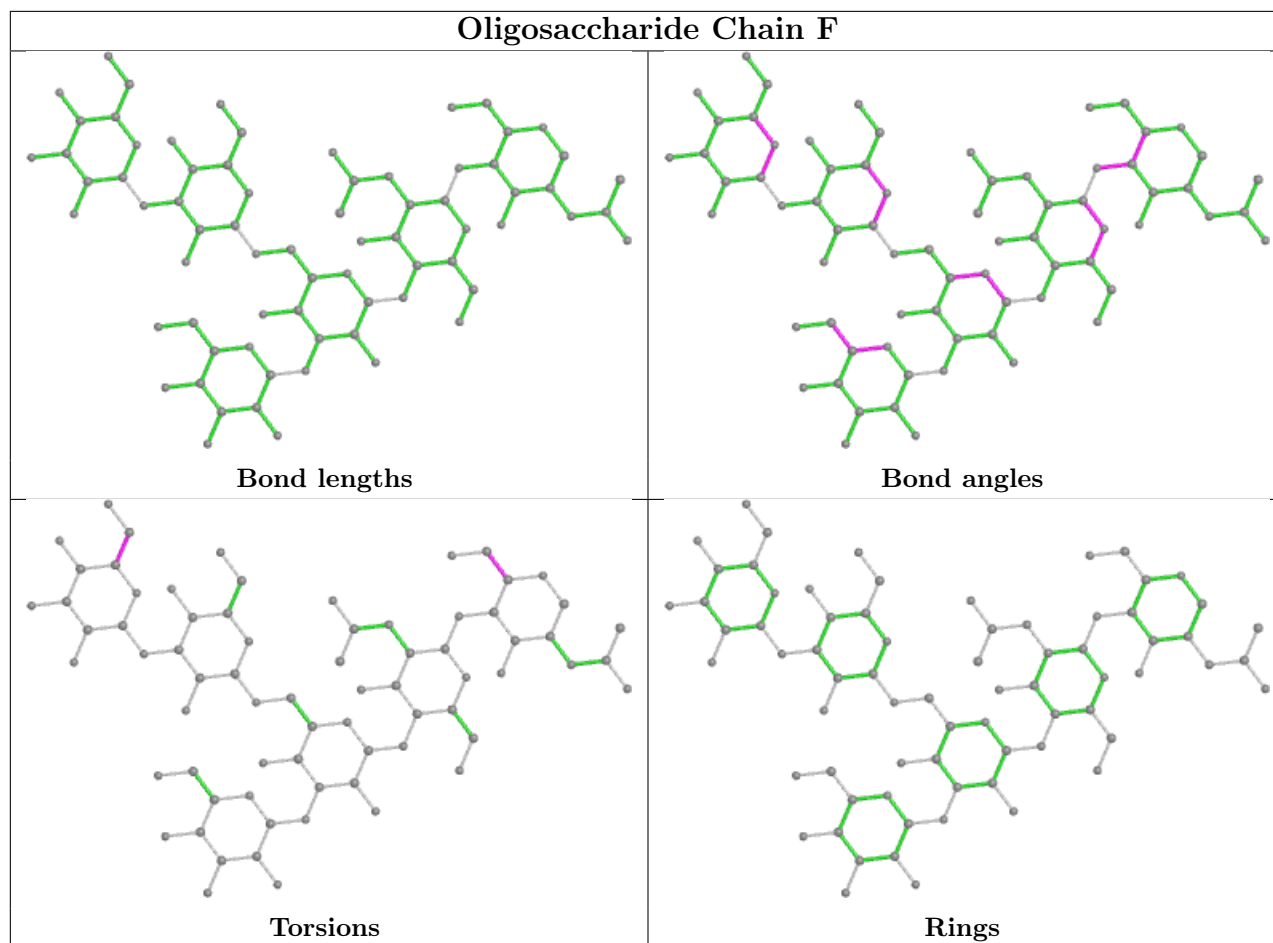 Oligosaccharide Chain F
Bond lengths
Bond angles
Torsions
Rings